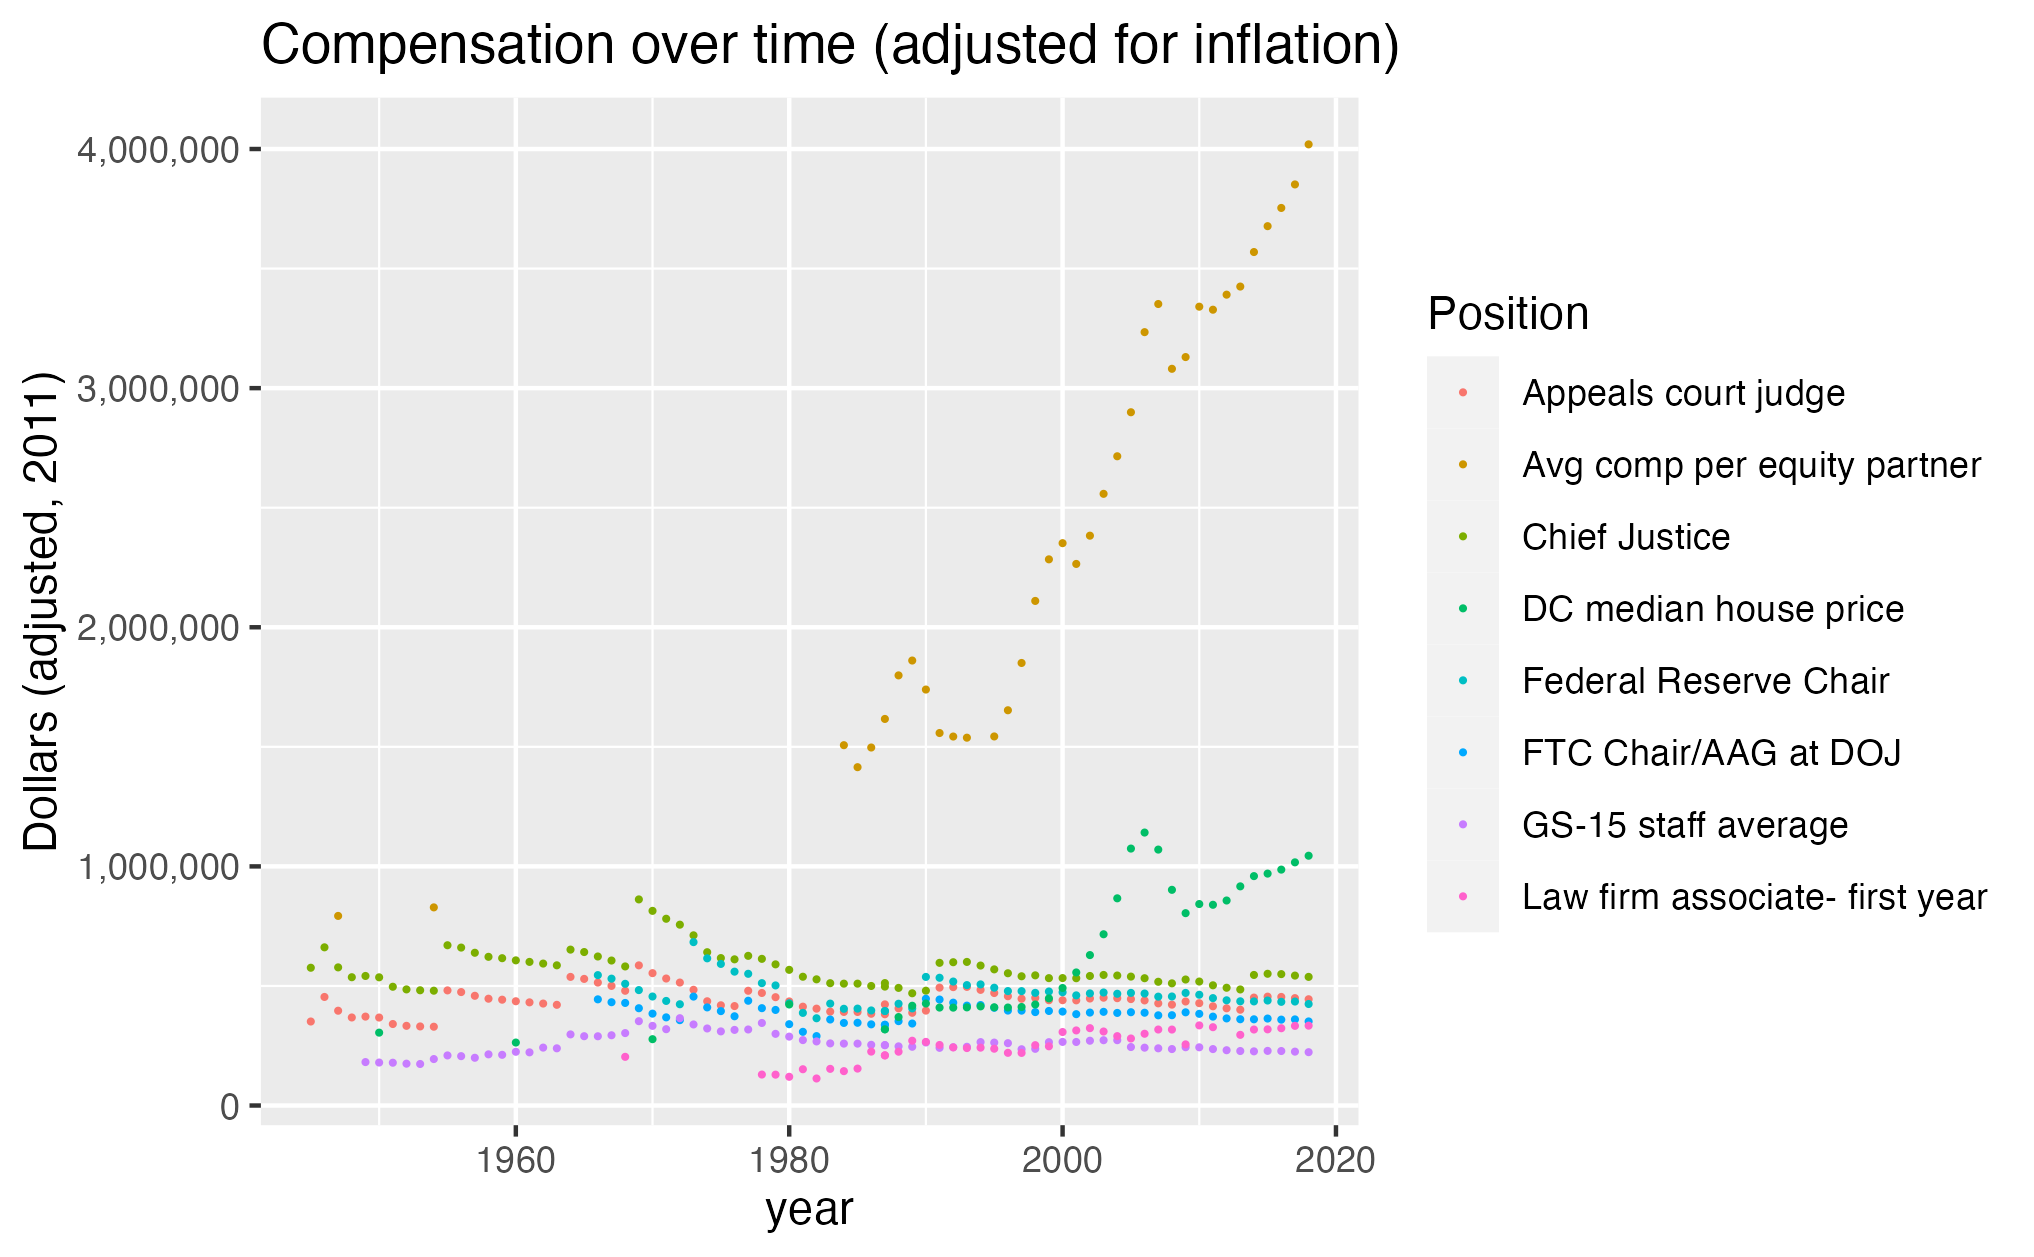 Compensation over time (adjusted for inflation)
Dollars (adjusted, 2011)
4,000,000
3,000,000
2,000,000
1,000,000
0
1960
1980
2000
2020
year
Position
Appeals court judge
Avg comp per equity partner
Chief Justice
DC median house price
Federal Reserve Chair
FTC Chair/AAG at DOJ
GS-15 staff average
Law firm associate- first year